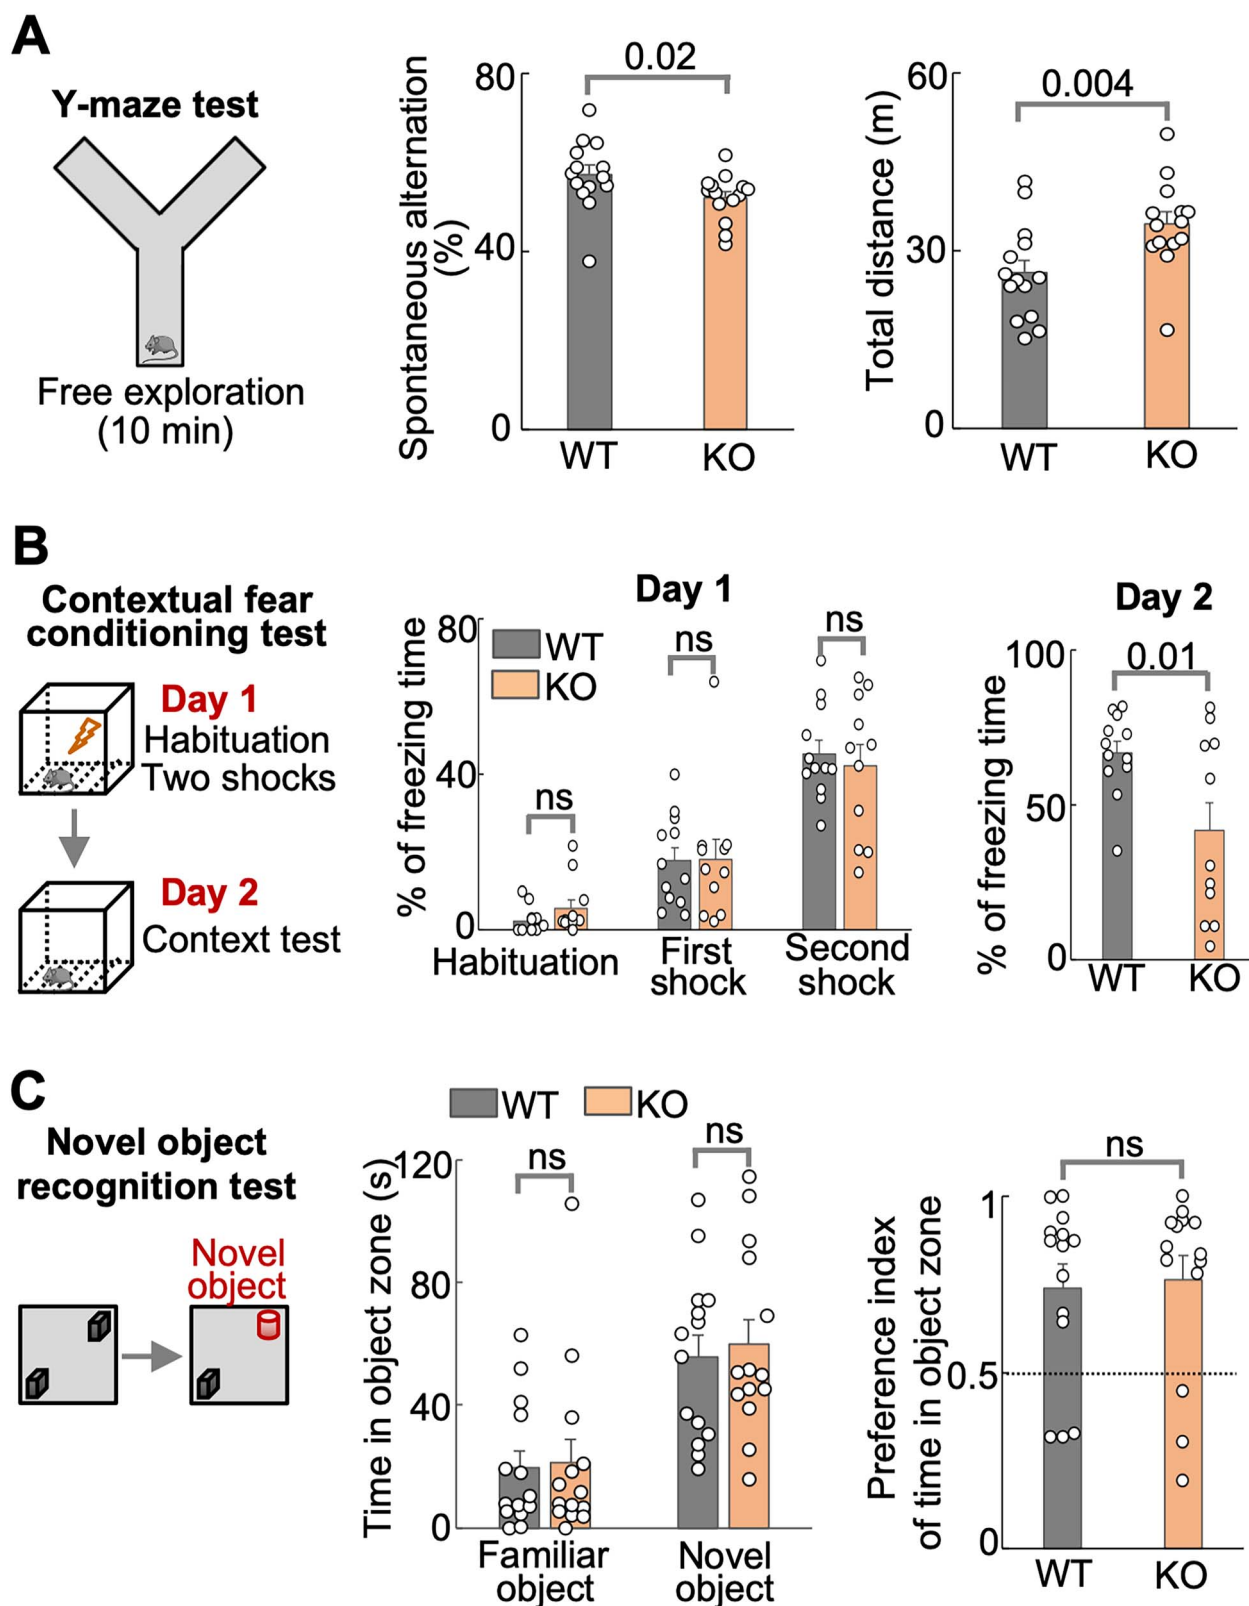 A
Y-maze test
Free exploration
(10 min)
Spontaneous alternation
(%)
80
40
0
0.02
WT
KO
Total distance (m)
60
30
0
0.004
WT
KO
B
Contextual fear
conditioning test
Day 1
Habituation
Two shocks
Day 2
Context test
Day 1
% of freezing time
80
40
0
WT
KO
ns
ns
ns
Habituation
First
shock
Second
shock
Day 2
% of freezing time
100
50
0
0.01
WT
KO
C
Novel object
recognition test
Novel
object
WT
KO
Time in object zone (s)
120
80
40
0
ns
ns
Familiar
object
Novel
object
Preference index
of time in object zone
1
0.5
0
ns
WT
KO